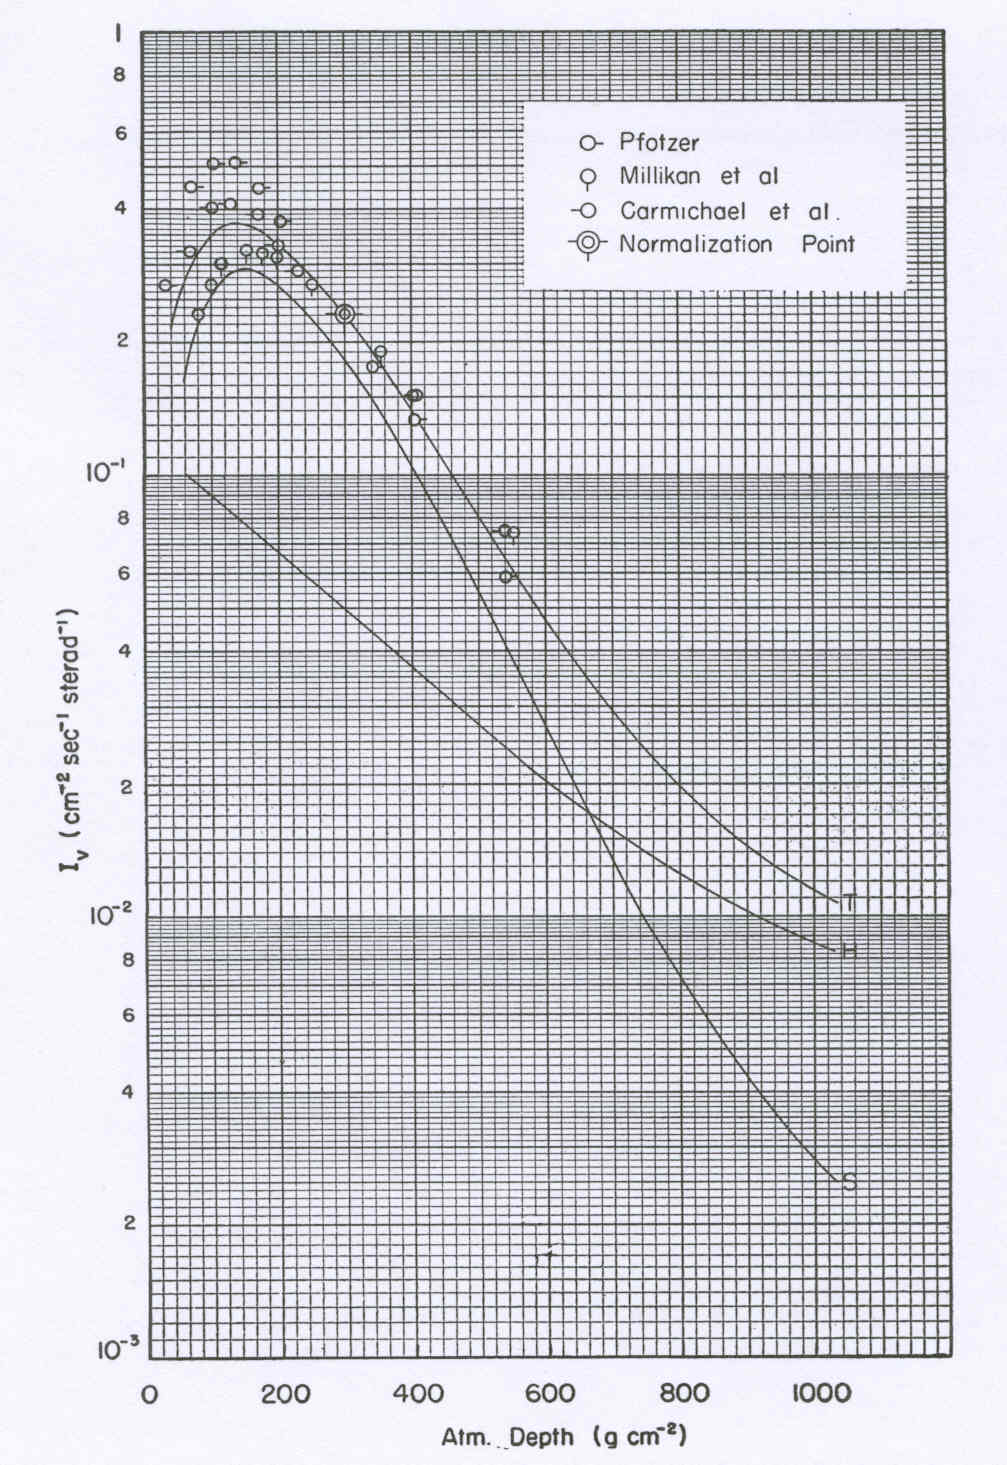 1
8
6
4
2
10⁻¹
8
6
4
2
10⁻²
8
6
4
2
10⁻³
O- Pfotzer
Millikan et al
-O Carmichael et al.
Normalization Point
T
H
S
I_v (cm⁻² sec⁻¹ sterad⁻¹)
0 200 400 600 800 1000
Atm. Depth (g cm⁻²)